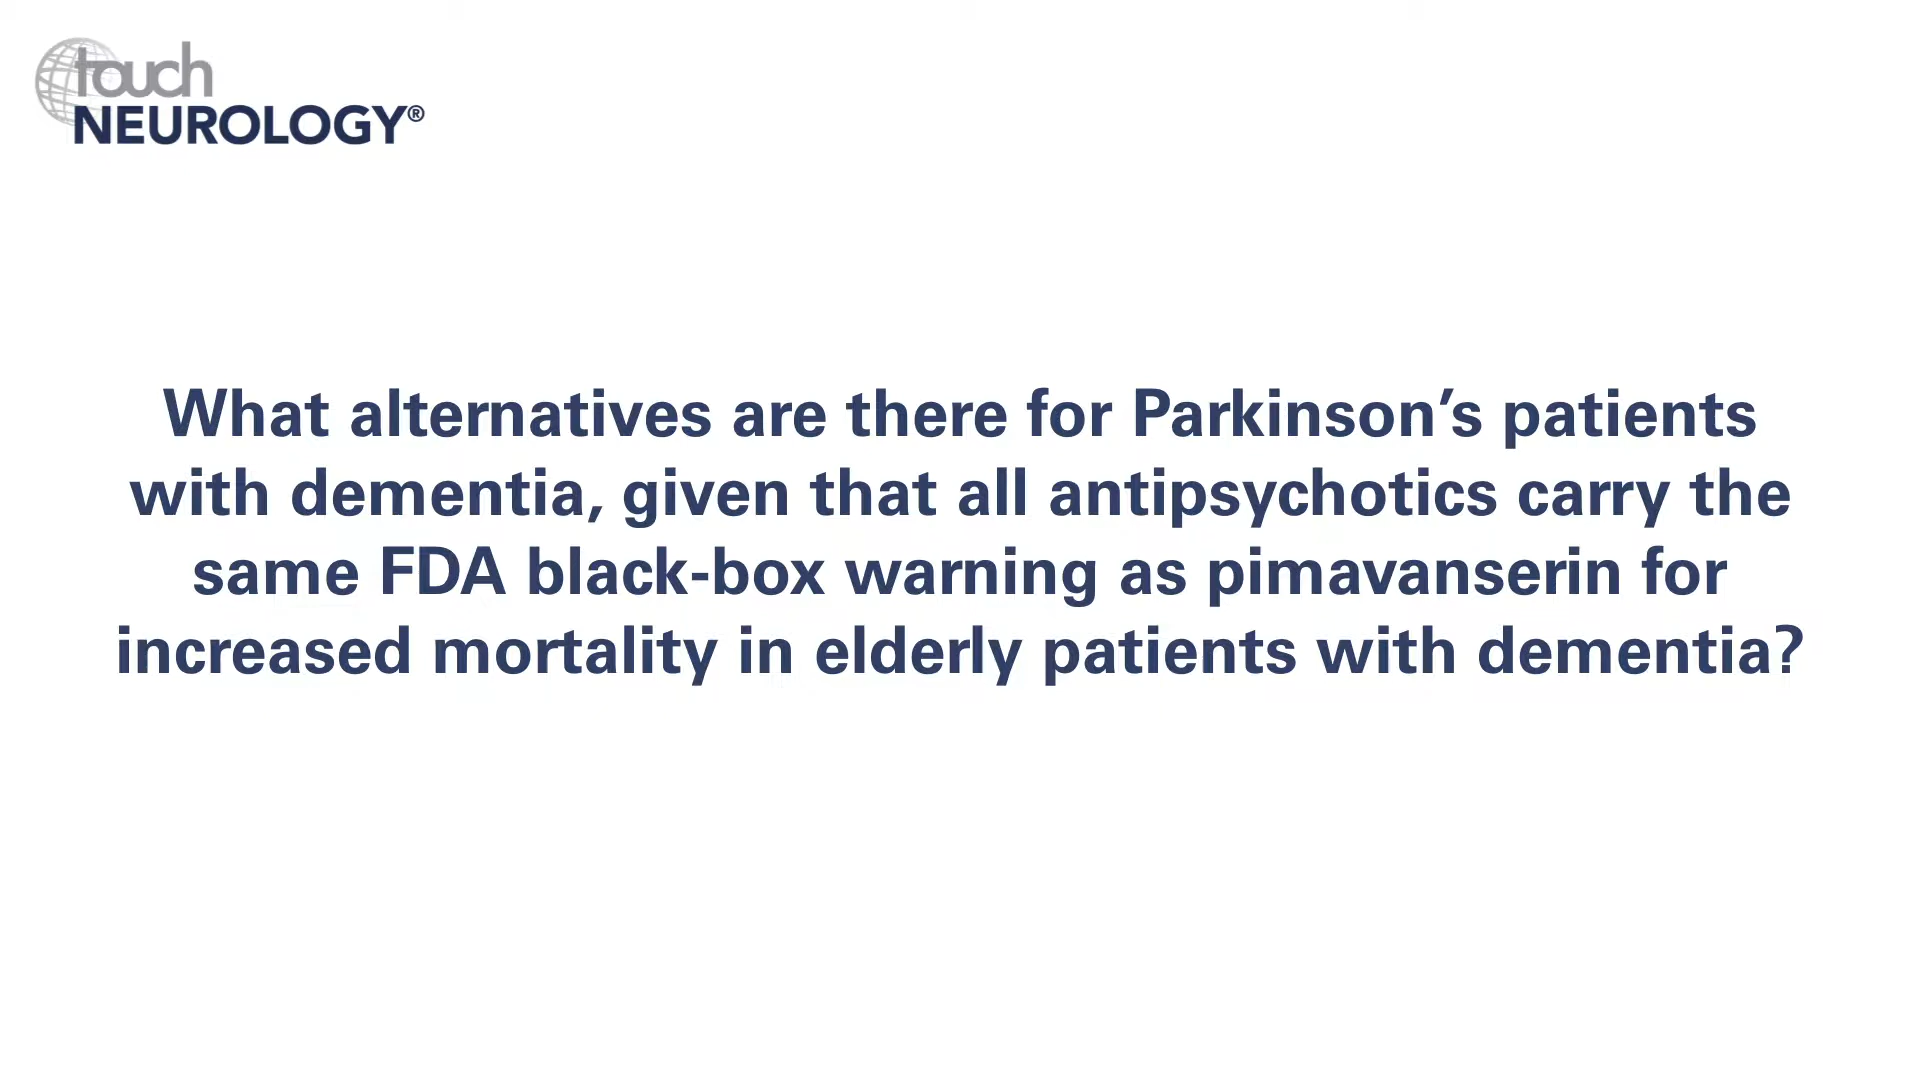 touch
NEUROLOGY®
What alternatives are there for Parkinson’s patients
with dementia, given that all antipsychotics carry the
same FDA black-box warning as pimavanserin for
increased mortality in elderly patients with dementia?